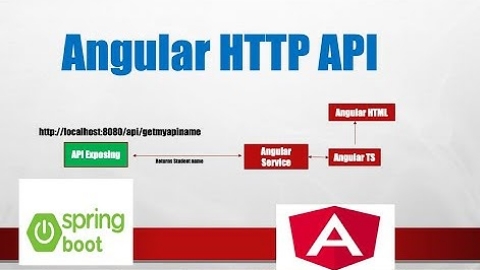 Angular HTTP API
Angular HTML
http://localhost:8080/api/getmyapiname
API Exposing
Returns Student name
Angular
Service
Angular TS
spring
boot
A